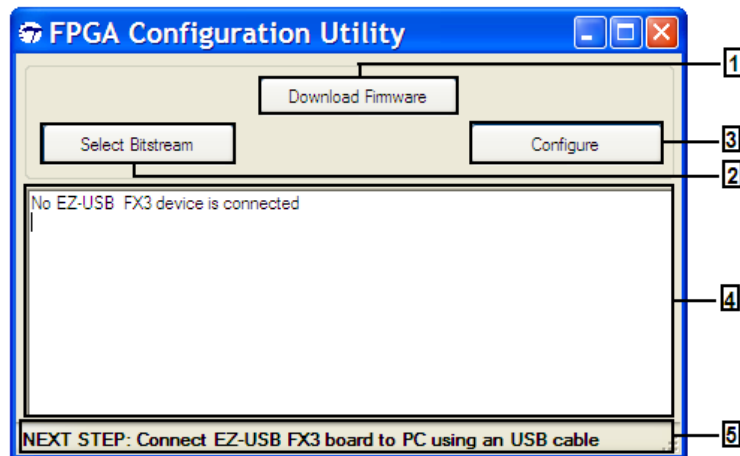 FPGA Configuration Utility
1
Download Firmware
Select Bitstream
Configure
3
2
No EZ-USB FX3 device is connected
4
NEXT STEP: Connect EZ-USB FX3 board to PC using an USB cable
5